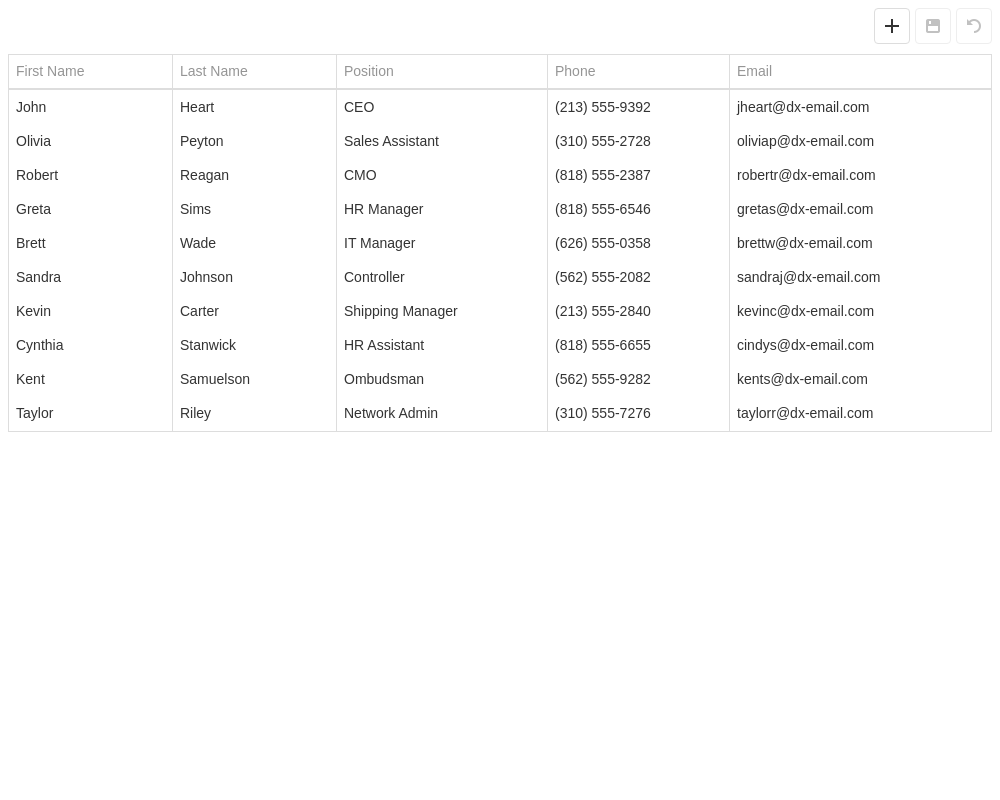 First Name Last Name Position Phone Email
John Heart CEO (213) 555-9392 jheart@dx-email.com
Olivia Peyton Sales Assistant (310) 555-2728 oliviap@dx-email.com
Robert Reagan CMO (818) 555-2387 robertr@dx-email.com
Greta Sims HR Manager (818) 555-6546 gretas@dx-email.com
Brett Wade IT Manager (626) 555-0358 brettw@dx-email.com
Sandra Johnson Controller (562) 555-2082 sandraj@dx-email.com
Kevin Carter Shipping Manager (213) 555-2840 kevinc@dx-email.com
Cynthia Stanwick HR Assistant (818) 555-6655 cindys@dx-email.com
Kent Samuelson Ombudsman (562) 555-9282 kents@dx-email.com
Taylor Riley Network Admin (310) 555-7276 taylorr@dx-email.com